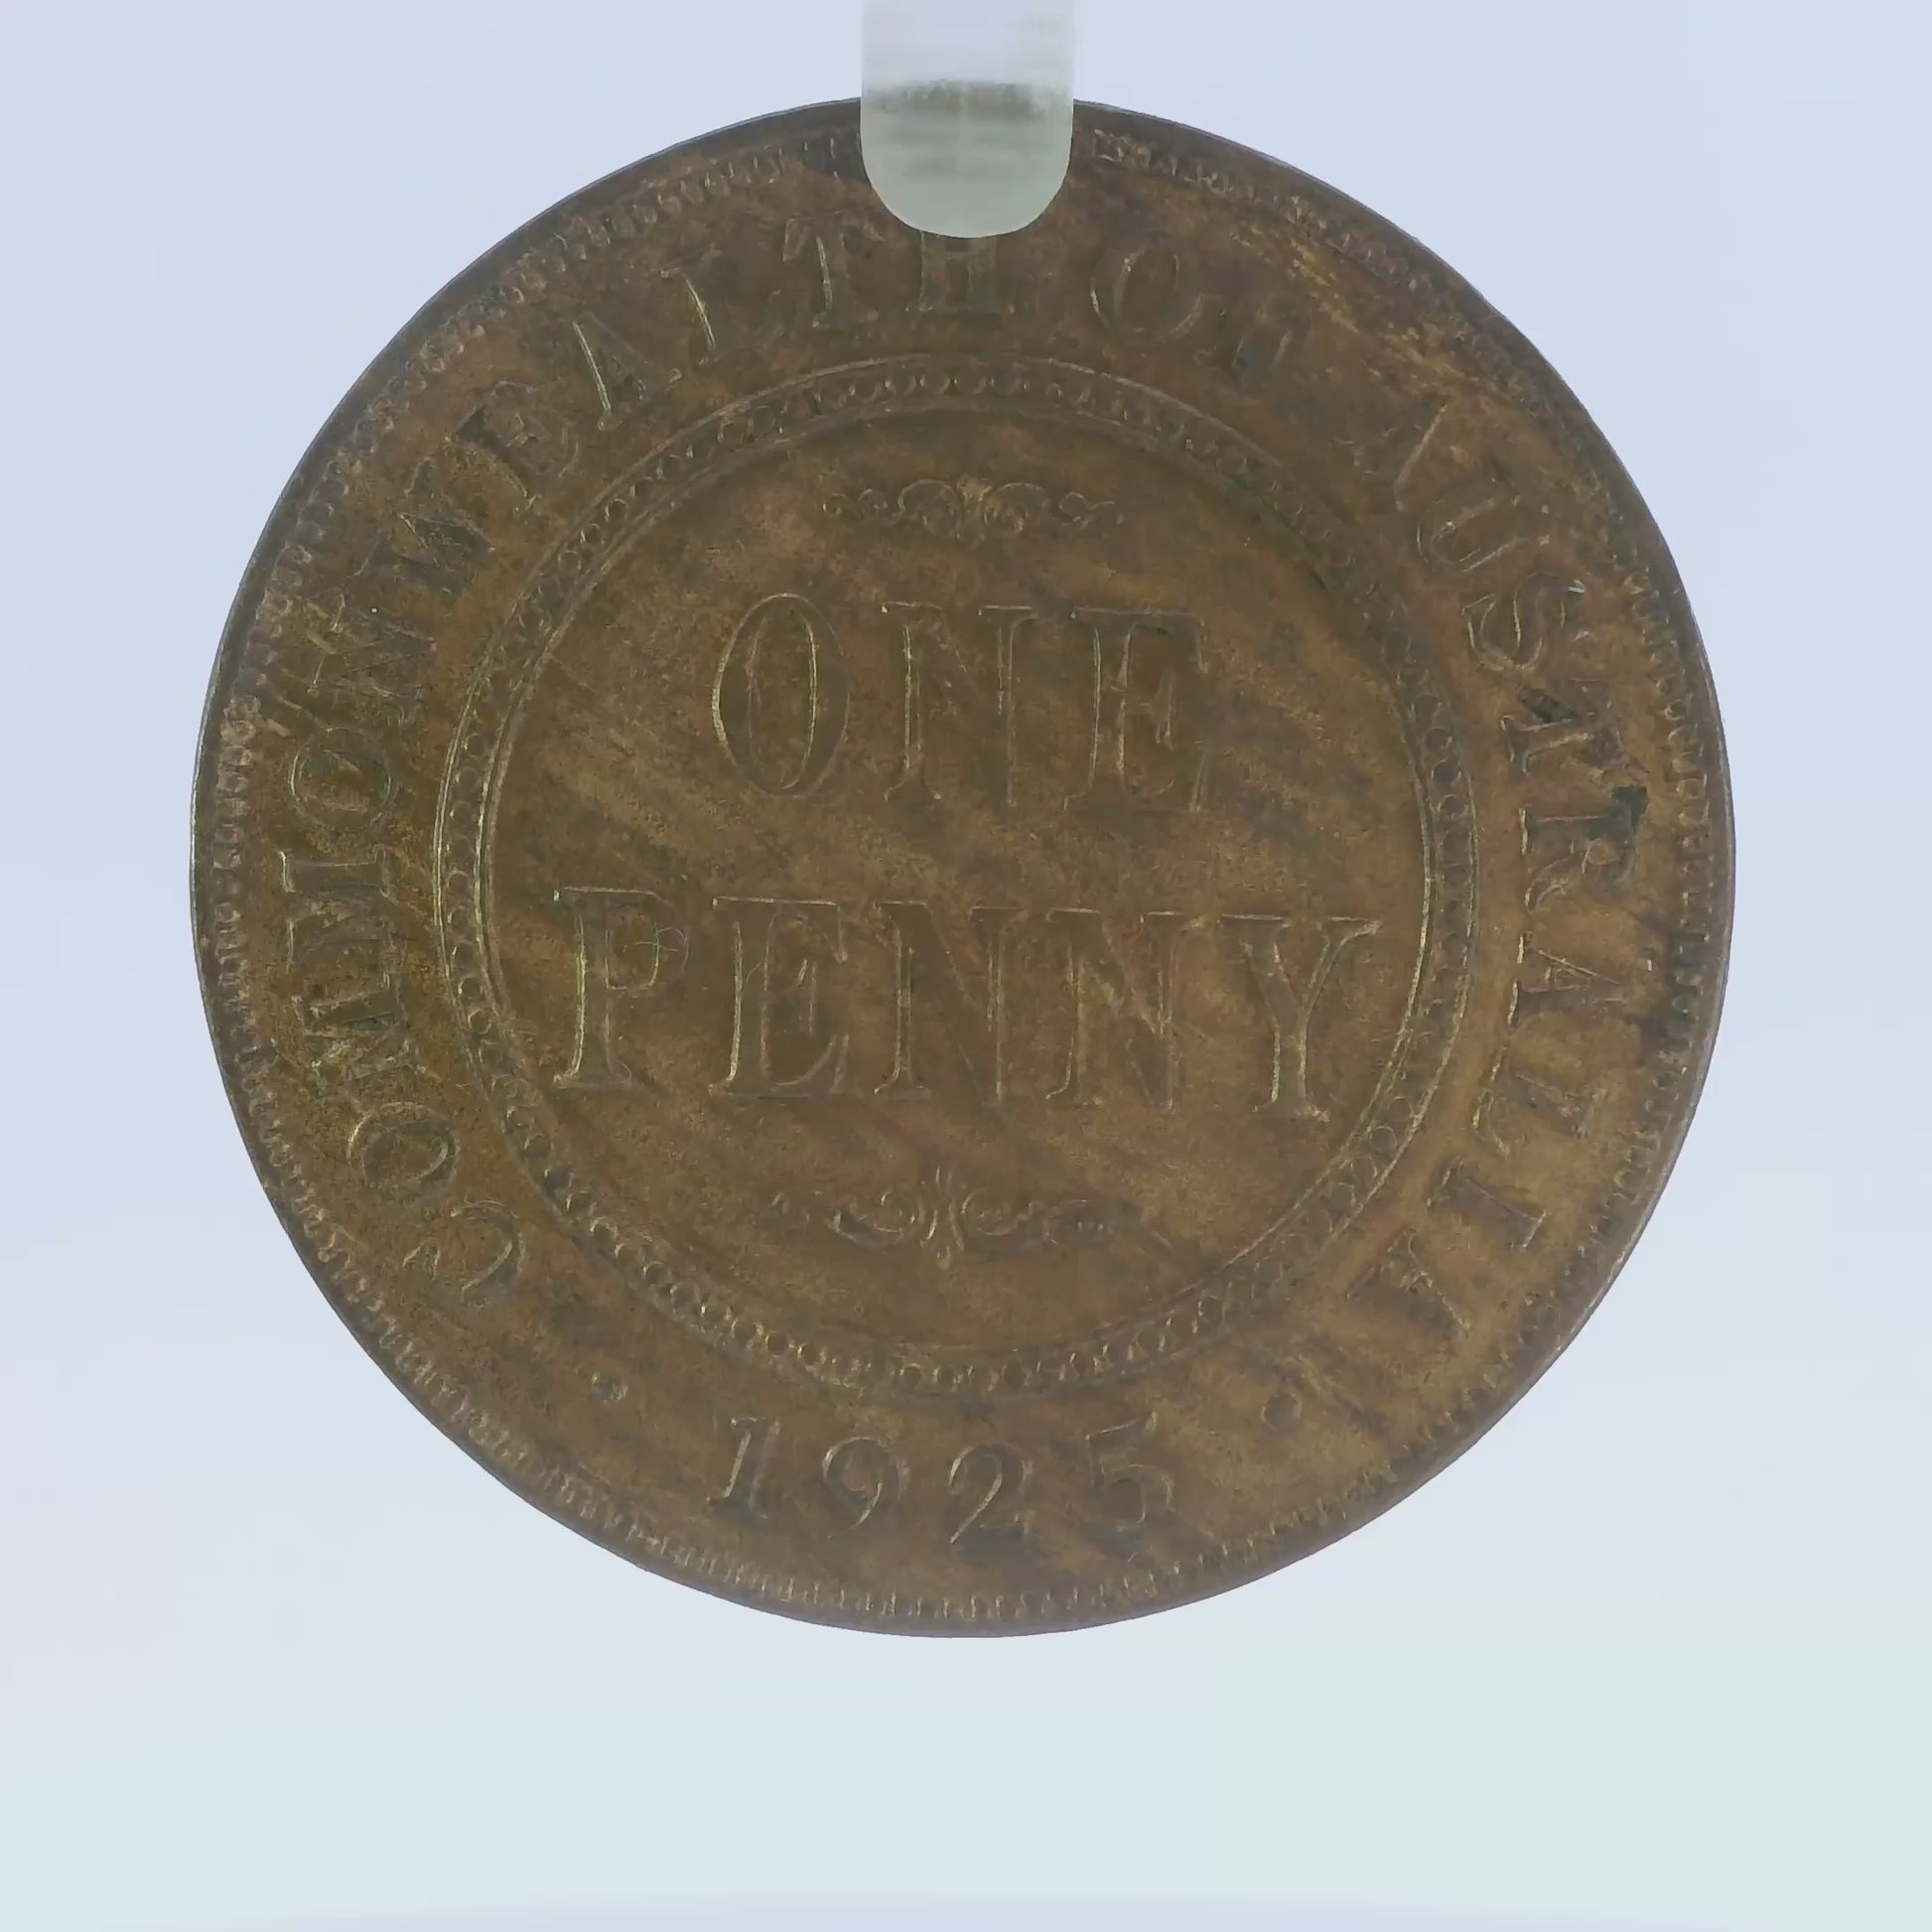 COMMONWEALTH OF AUSTRALIA
ONE
PENNY
· 1925 ·